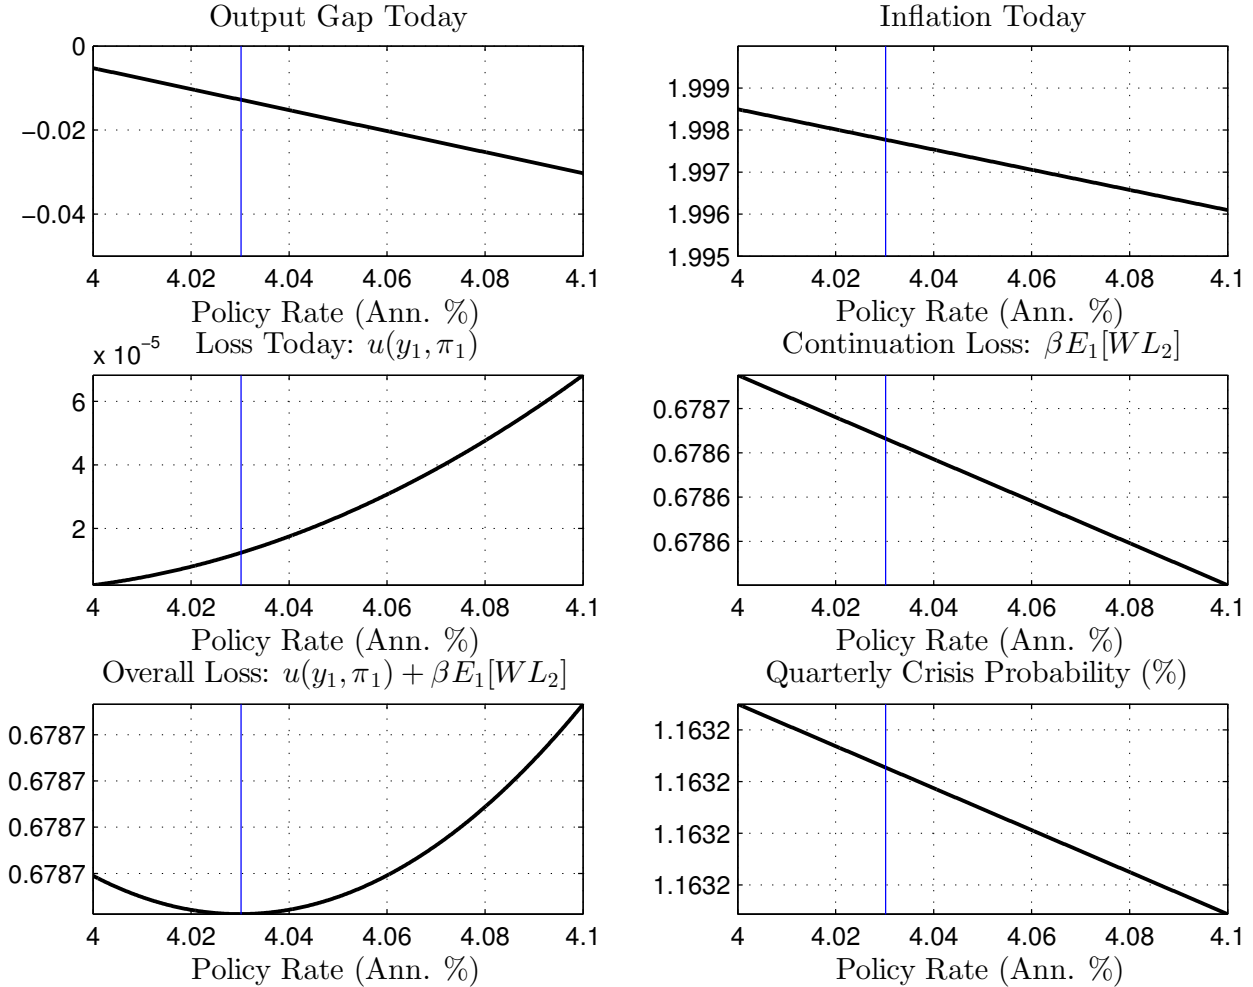 Output Gap Today
0
−0.02
−0.04
4 4.02 4.04 4.06 4.08 4.1
Policy Rate (Ann. %)
Inflation Today
1.999
1.998
1.997
1.996
1.995
4 4.02 4.04 4.06 4.08 4.1
Policy Rate (Ann. %)
x 10⁻⁵
Loss Today: u(y₁, π₁)
6
4
2
4 4.02 4.04 4.06 4.08 4.1
Policy Rate (Ann. %)
Continuation Loss: βE₁[WL₂]
0.6787
0.6786
0.6786
0.6786
4 4.02 4.04 4.06 4.08 4.1
Policy Rate (Ann. %)
Overall Loss: u(y₁, π₁) + βE₁[WL₂]
0.6787
0.6787
0.6787
0.6787
4 4.02 4.04 4.06 4.08 4.1
Policy Rate (Ann. %)
Quarterly Crisis Probability (%)
1.1632
1.1632
1.1632
1.1632
4 4.02 4.04 4.06 4.08 4.1
Policy Rate (Ann. %)